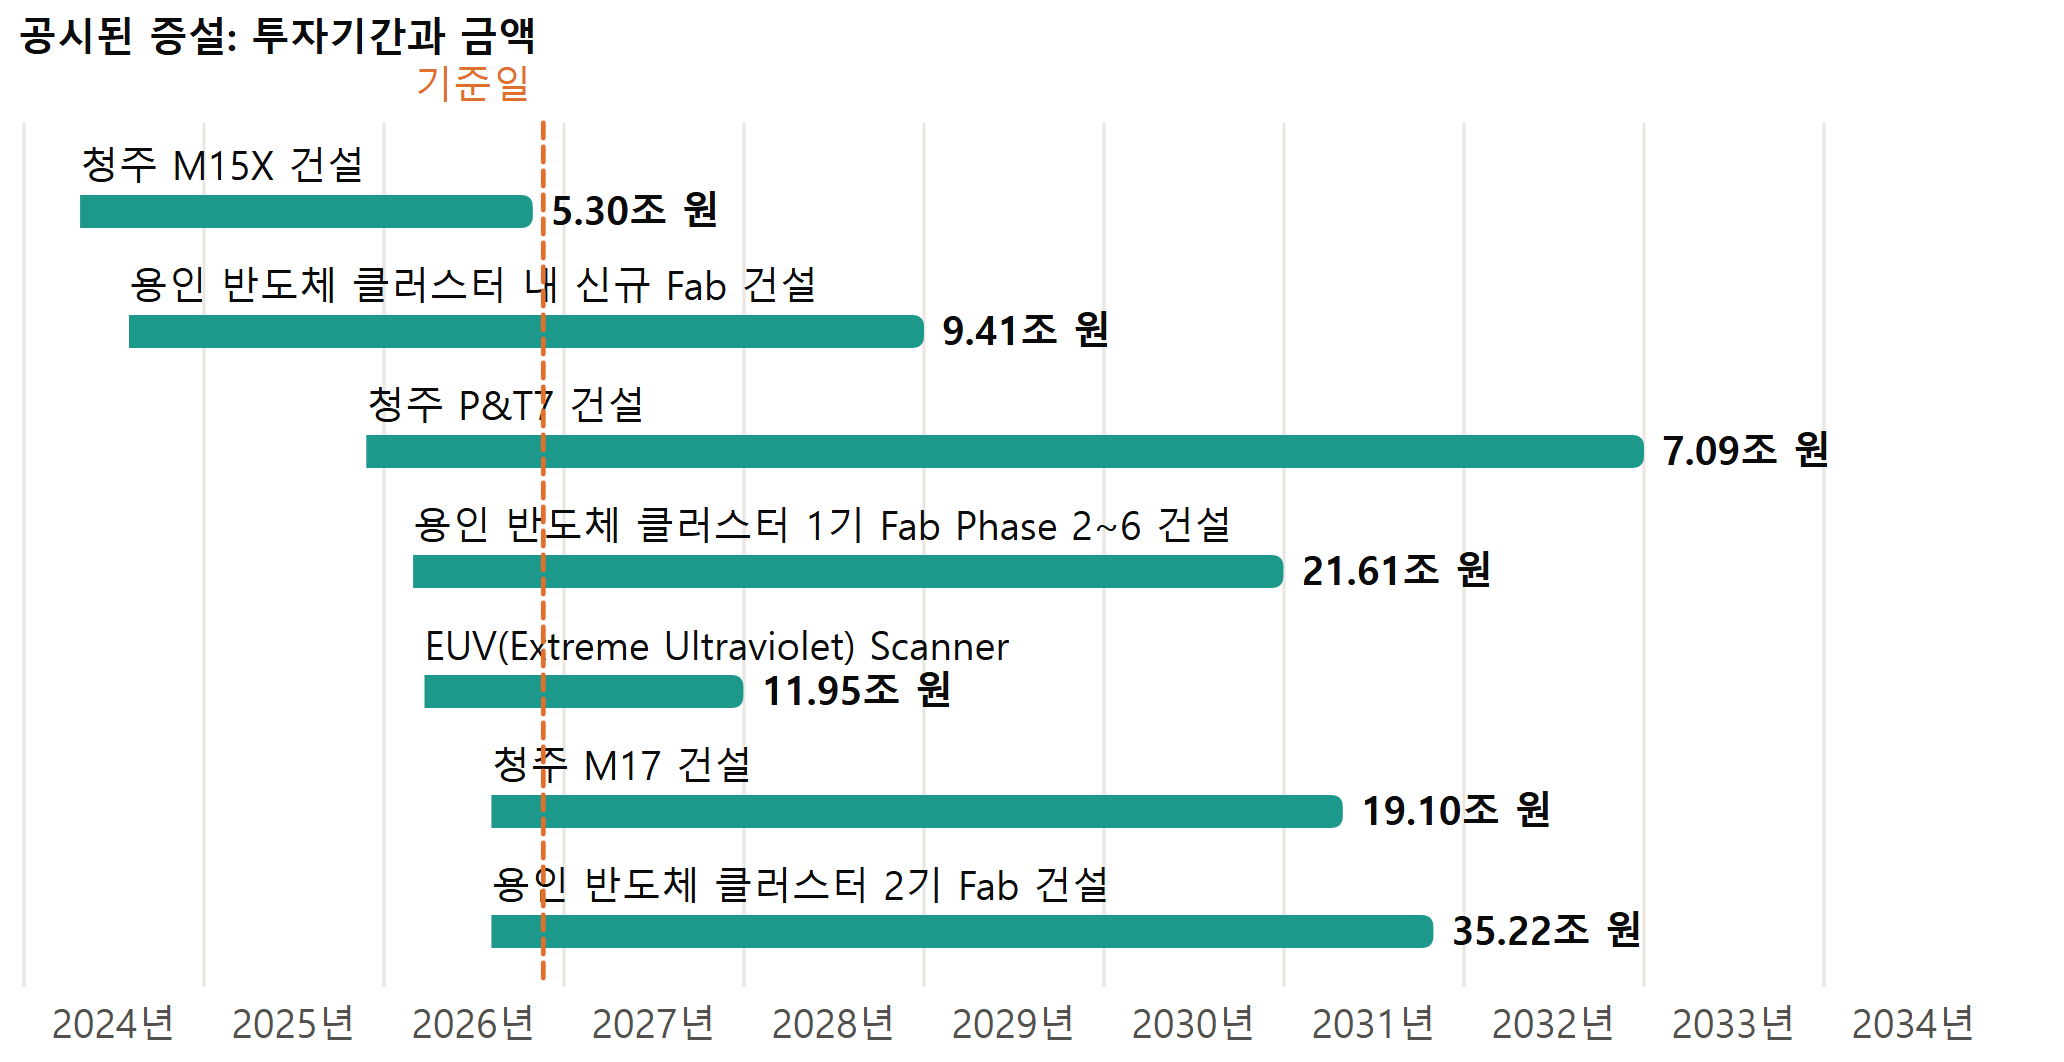 공시된 증설: 투자기간과 금액
기준일
청주 M15X 건설
5.30조 원
용인 반도체 클러스터 내 신규 Fab 건설
9.41조 원
청주 P&T7 건설
7.09조 원
용인 반도체 클러스터 1기 Fab Phase 2~6 건설
21.61조 원
EUV(Extreme Ultraviolet) Scanner
11.95조 원
청주 M17 건설
19.10조 원
용인 반도체 클러스터 2기 Fab 건설
35.22조 원
2024년 2025년 2026년 2027년 2028년 2029년 2030년 2031년 2032년 2033년 2034년